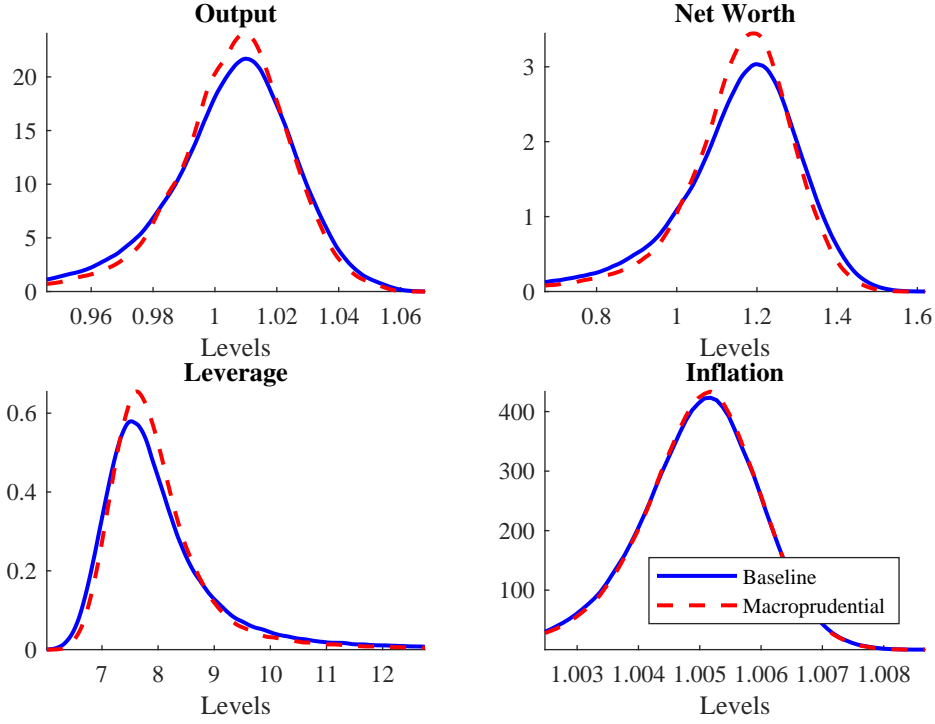 Output
20
15
10
5
0
0.96 0.98 1 1.02 1.04 1.06
Levels
Net Worth
3
2
1
0
0.8 1 1.2 1.4 1.6
Levels
Leverage
0.6
0.4
0.2
0
7 8 9 10 11 12
Levels
Inflation
400
300
200
100
1.003 1.004 1.005 1.006 1.007 1.008
Levels
Baseline
Macroprudential